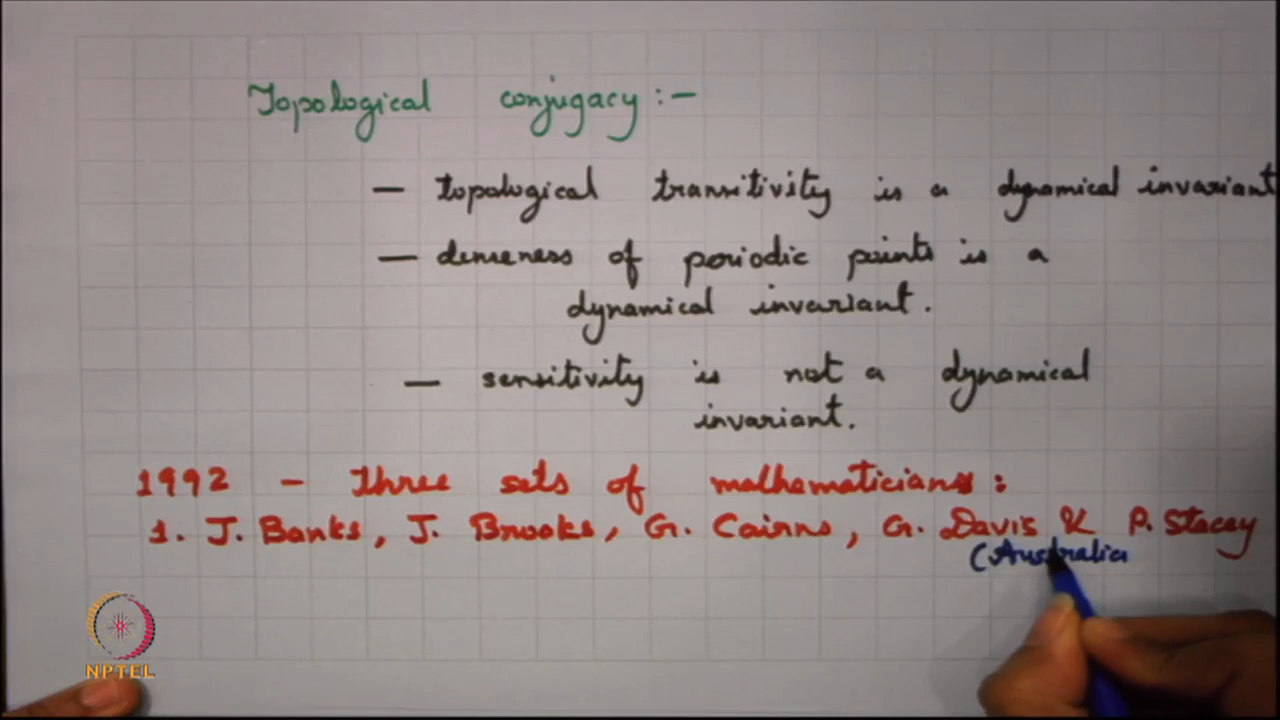 Topological conjugacy :-
— topological transitivity is a dynamical invariant
— denseness of periodic points is a
dynamical invariant.
— sensitivity is not a dynamical
invariant.
1992 - Three sets of mathematicians :
1. J. Banks, J. Brooks, G. Cairns, G. Davis & P. Stacey
(Australia
NPTEL